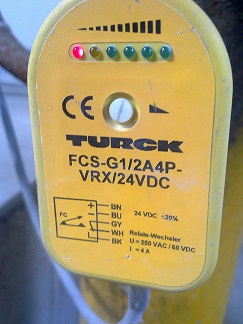 CE
TURCK
FCS-G1/2A4P-
VRX/24VDC
FC
+ BN
- BU
GY
WH
BK
24 VDC ±20%
Relais-Wechsler
U = 250 VAC / 60 VDC
I = 4 A